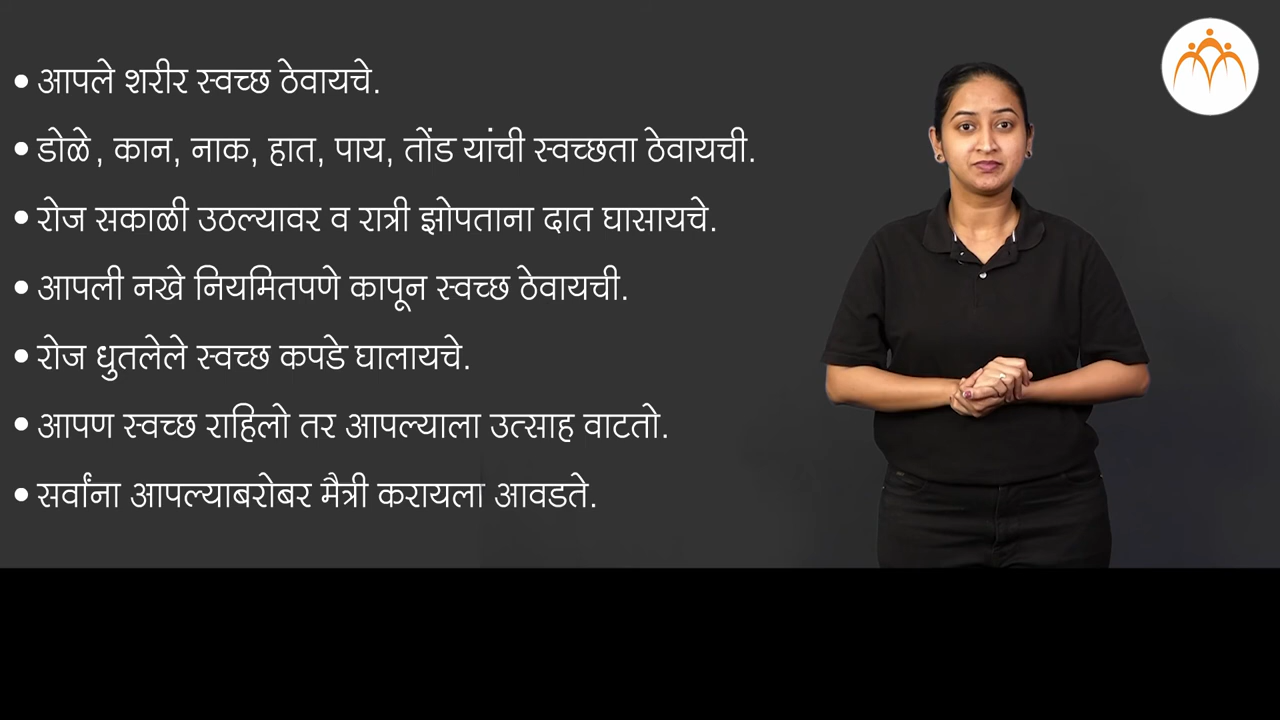 • आपले शरीर स्वच्छ ठेवायचे.
• डोळे , कान, नाक, हात, पाय, तोंड यांची स्वच्छता ठेवायची.
• रोज सकाळी उठल्यावर व रात्री झोपताना दात घासायचे.
• आपली नखे नियमितपणे कापून स्वच्छ ठेवायची.
• रोज धुतलेले स्वच्छ कपडे घालायचे.
• आपण स्वच्छ राहिलो तर आपल्याला उत्साह वाटतो.
• सर्वांना आपल्याबरोबर मैत्री करायला आवडते.